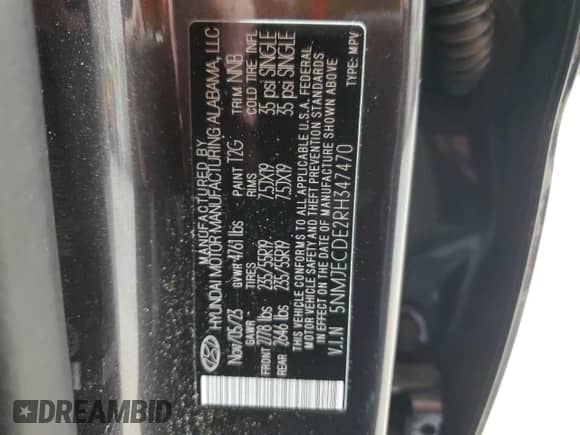 MANUFACTURED BY
HYUNDAI MOTOR MANUFACTURING ALABAMA, LLC
Nov/05/23 GVWR 4761lbs PAINT T2G TRIM NNB
GAWR TIRES RIMS COLD TIRE INFL
FRONT 2778 lbs 235/55R19 7.5JX19 35 psi SINGLE
REAR 2646 lbs 235/55R19 7.5JX19 35 psi SINGLE
THIS VEHICLE CONFORMS TO ALL APPLICABLE U.S.A. FEDERAL
MOTOR VEHICLE SAFETY AND THEFT PREVENTION STANDARDS
IN EFFECT ON THE DATE OF MANUFACTURE SHOWN ABOVE
V.I.N 5NMJECDE2RH347470 TYPE: MPV
DREAMBID